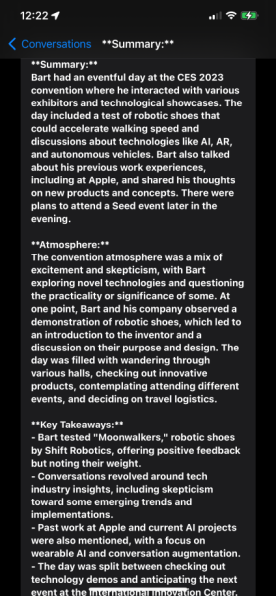 12:22
Conversations **Summary:**
**Summary:**
Bart had an eventful day at the CES 2023
convention where he interacted with various
exhibitors and technological showcases. The
day included a test of robotic shoes that
could accelerate walking speed and
discussions about technologies like AI, AR,
and autonomous vehicles. Bart also talked
about his previous work experiences,
including at Apple, and shared his thoughts
on new products and concepts. There were
plans to attend a Seed event later in the
evening.
**Atmosphere:**
The convention atmosphere was a mix of
excitement and skepticism, with Bart
exploring novel technologies and questioning
the practicality or significance of some. At
one point, Bart and his company observed a
demonstration of robotic shoes, which led to
an introduction to the inventor and a
discussion on their purpose and design. The
day was filled with wandering through
various halls, checking out innovative
products, contemplating attending different
events, and deciding on travel logistics.
**Key Takeaways:**
- Bart tested "Moonwalkers," robotic shoes
by Shift Robotics, offering positive feedback
but noting their weight.
- Conversations revolved around tech
industry insights, including skepticism
toward some emerging trends and
implementations.
- Past work at Apple and current AI projects
were also mentioned, with a focus on
wearable AI and conversation augmentation.
- The day was split between checking out
technology demos and anticipating the next
event at the International Innovation Center.